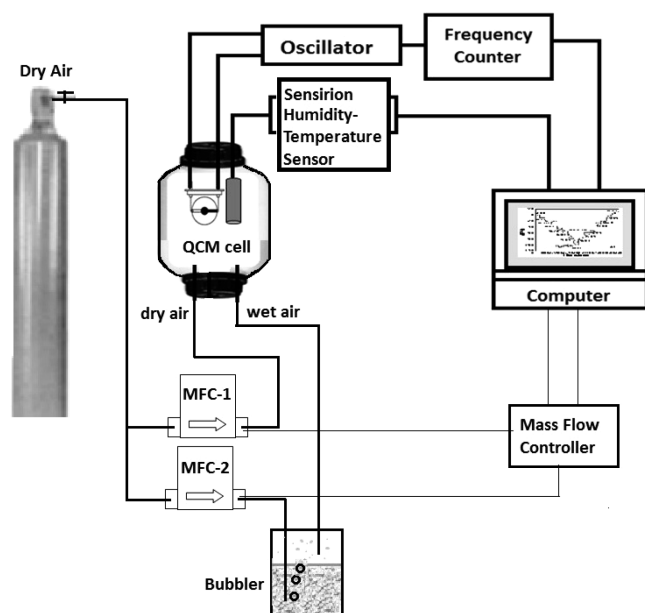 Dry Air
Oscillator
Frequency
Counter
Sensirion
Humidity-
Temperature
Sensor
QCM cell
Computer
dry air
wet air
MFC-1
MFC-2
Mass Flow
Controller
Bubbler